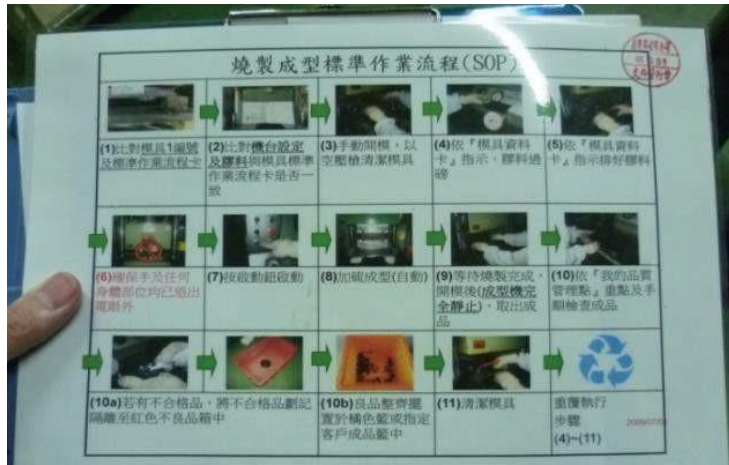 燒製成型標準作業流程(SOP)
(1)比對模具1編號
及標準作業流程卡
(2)比對機台設定
及膠料與模具標準
作業流程卡是否一
致
(3)手動開模，以
空壓槍清潔模具
(4)依『模具資料
卡』指示，膠料過
磅
(5)依『模具資料
卡』指示排好膠料
(6)確保手及任何
身體部位均已退出
電眼外
(7)按啟動鈕啟動
(8)加硫成型(自動)
(9)等待燒製完成，
開模後(成型機完
全靜止)，取出成
品
(10)依『我的品質
管理點』重點及手
順檢查成品
(10a)若有不合格品，將不合格品劃記
隔離至紅色不良品箱中
(10b)良品整齊擺
置於橘色籃或指定
客戶成品籃中
(11)清潔模具
重覆執行
步驟
(4)~(11)